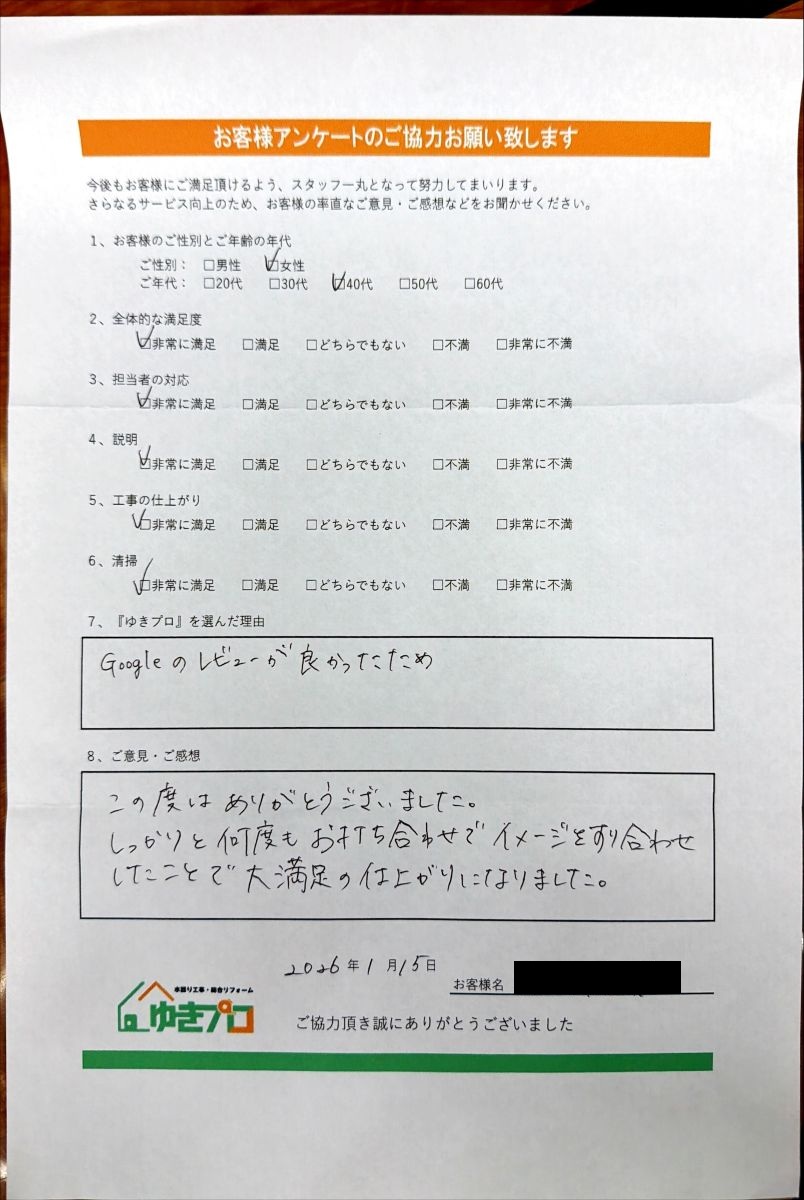 お客様アンケートのご協力お願い致します
今後もお客様にご満足頂けるよう、スタッフ一丸となって努力してまいります。
さらなるサービス向上のため、お客様の率直なご意見・ご感想などをお聞かせください。
1、お客様のご性別とご年齢の年代
ご性別： □男性 ☑女性
ご年代： □20代 □30代 ☑40代 □50代 □60代
2、全体的な満足度
☑非常に満足 □満足 □どちらでもない □不満 □非常に不満
3、担当者の対応
☑非常に満足 □満足 □どちらでもない □不満 □非常に不満
4、説明
☑非常に満足 □満足 □どちらでもない □不満 □非常に不満
5、工事の仕上がり
☑非常に満足 □満足 □どちらでもない □不満 □非常に不満
6、清掃
☑非常に満足 □満足 □どちらでもない □不満 □非常に不満
7、『ゆきプロ』を選んだ理由
Googleのレビューが良かったため
8、ご意見・ご感想
この度はありがとうございました。
しっかりと何度もお打ち合わせでイメージをすり合わせ
したことで大満足の仕上がりになりました。
2026年1月15日
お客様名
水廻り工事・総合リフォーム
ゆきプロ
ご協力頂き誠にありがとうございました